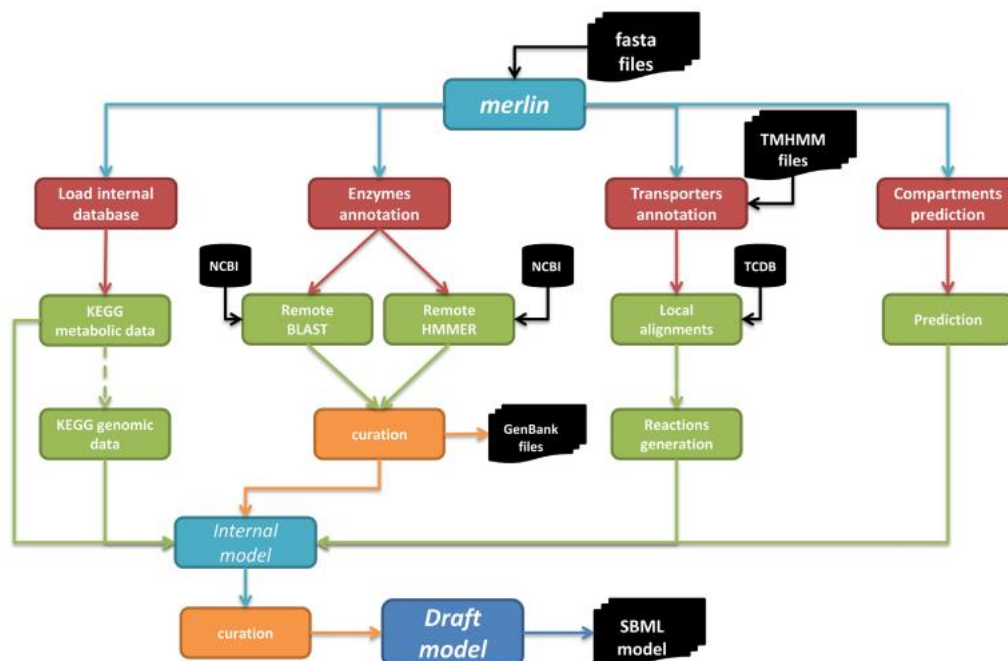 fasta
files
merlin
TMHMM
files
Load internal
database
Enzymes
annotation
Transporters
annotation
Compartments
prediction
NCBI
NCBI
TCDB
KEGG
metabolic data
Remote
BLAST
Remote
HMMER
Local
alignments
Prediction
KEGG genomic
data
curation
GenBank
files
Reactions
generation
Internal
model
curation
Draft
model
SBML
model